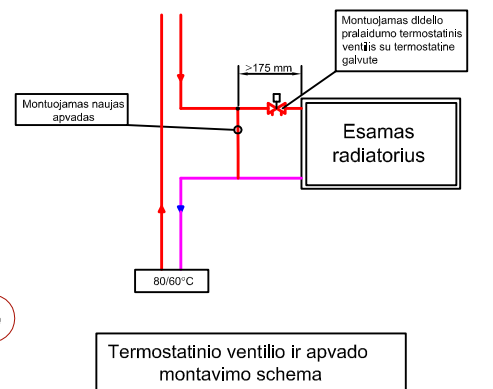 Montuojamas didelio
pralaidumo termostatinis
ventilis su termostatine
galvute
>175 mm
Montuojamas naujas
apvadas
Esamas
radiatorius
80/60°C
Termostatinio ventilio ir apvado
montavimo schema